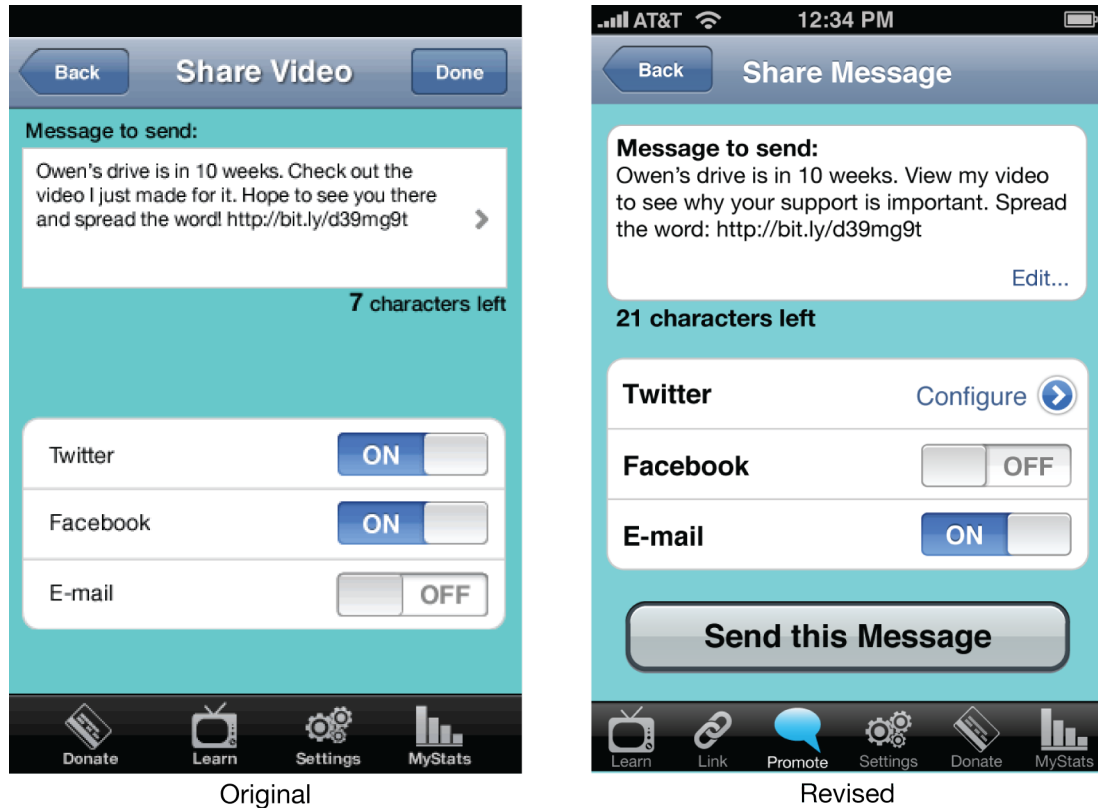 Back
Share Video
Done
Message to send:
Owen's drive is in 10 weeks. Check out the
video I just made for it. Hope to see you there
and spread the word! http://bit.ly/d39mg9t
7 characters left
Twitter
ON
Facebook
ON
E-mail
OFF
Donate
Learn
Settings
MyStats
Original
AT&T
12:34 PM
Back
Share Message
Message to send:
Owen's drive is in 10 weeks. View my video
to see why your support is important. Spread
the word: http://bit.ly/d39mg9t
Edit...
21 characters left
Twitter
Configure
Facebook
OFF
E-mail
ON
Send this Message
Learn
Link
Promote
Settings
Donate
MyStats
Revised